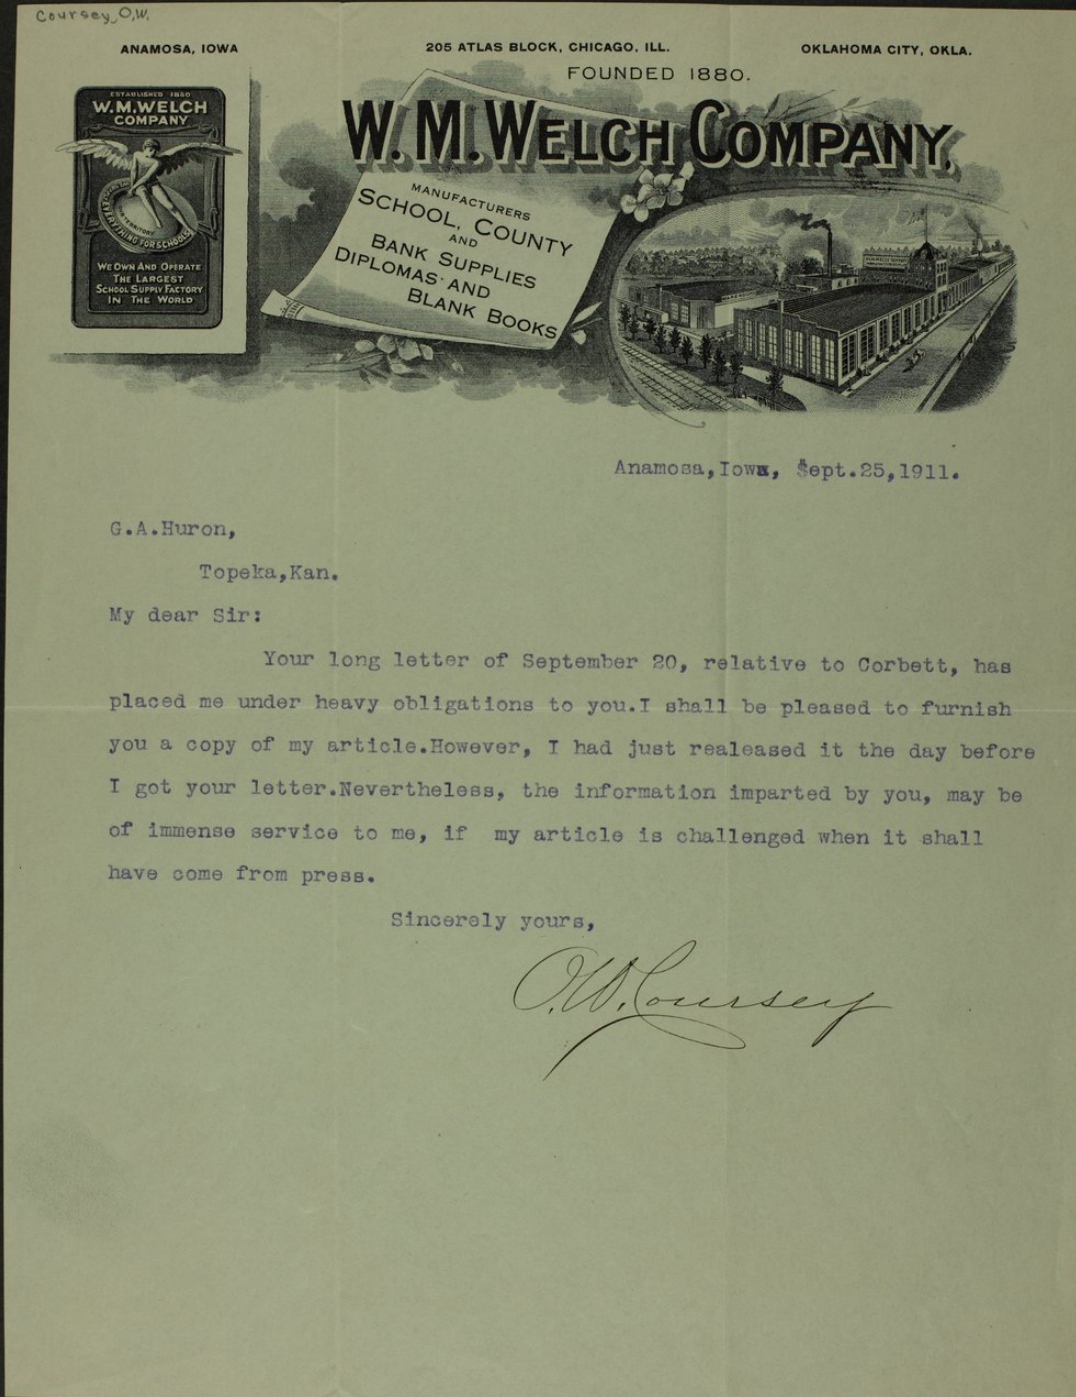 Coursey, O.W.
ANAMOSA, IOWA
205 ATLAS BLOCK, CHICAGO, ILL.
OKLAHOMA CITY, OKLA.
FOUNDED 1880.
ESTABLISHED 1880
W.M.WELCH
COMPANY
EVERYTHING FOR SCHOOLS
WE OWN AND OPERATE
THE LARGEST
SCHOOL SUPPLY FACTORY
IN THE WORLD
W. M. WELCH COMPANY.
MANUFACTURERS
SCHOOL, COUNTY
AND
BANK SUPPLIES
DIPLOMAS AND
BLANK BOOKS
Anamosa,Iowa, Sept.25,1911.
G.A.Huron,
Topeka,Kan.
My dear Sir:
Your long letter of September 20, relative to Corbett, has
placed me under heavy obligations to you.I shall be pleased to furnish
you a copy of my article.However, I had just realeased it the day before
I got your letter.Nevertheless, the information imparted by you, may be
of immense service to me, if my article is challenged when it shall
have come from press.
Sincerely yours,
O.W. Coursey